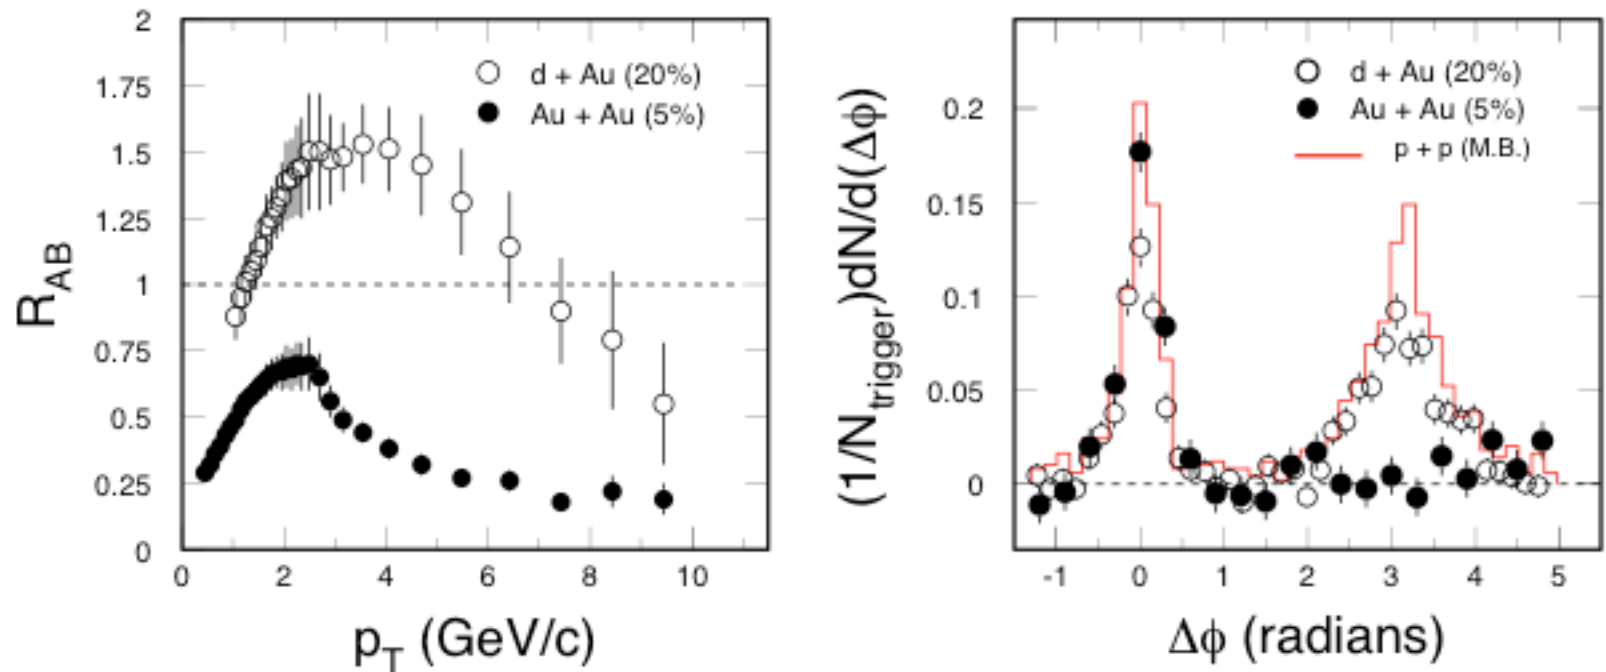 2
1.75
1.5
1.25
1
0.75
0.5
0.25
0
R_AB
d + Au (20%)
Au + Au (5%)
0 2 4 6 8 10
p_T (GeV/c)
(1/N_trigger)dN/d(Δϕ)
0.2
0.15
0.1
0.05
0
d + Au (20%)
Au + Au (5%)
p + p (M.B.)
-1 0 1 2 3 4 5
Δϕ (radians)